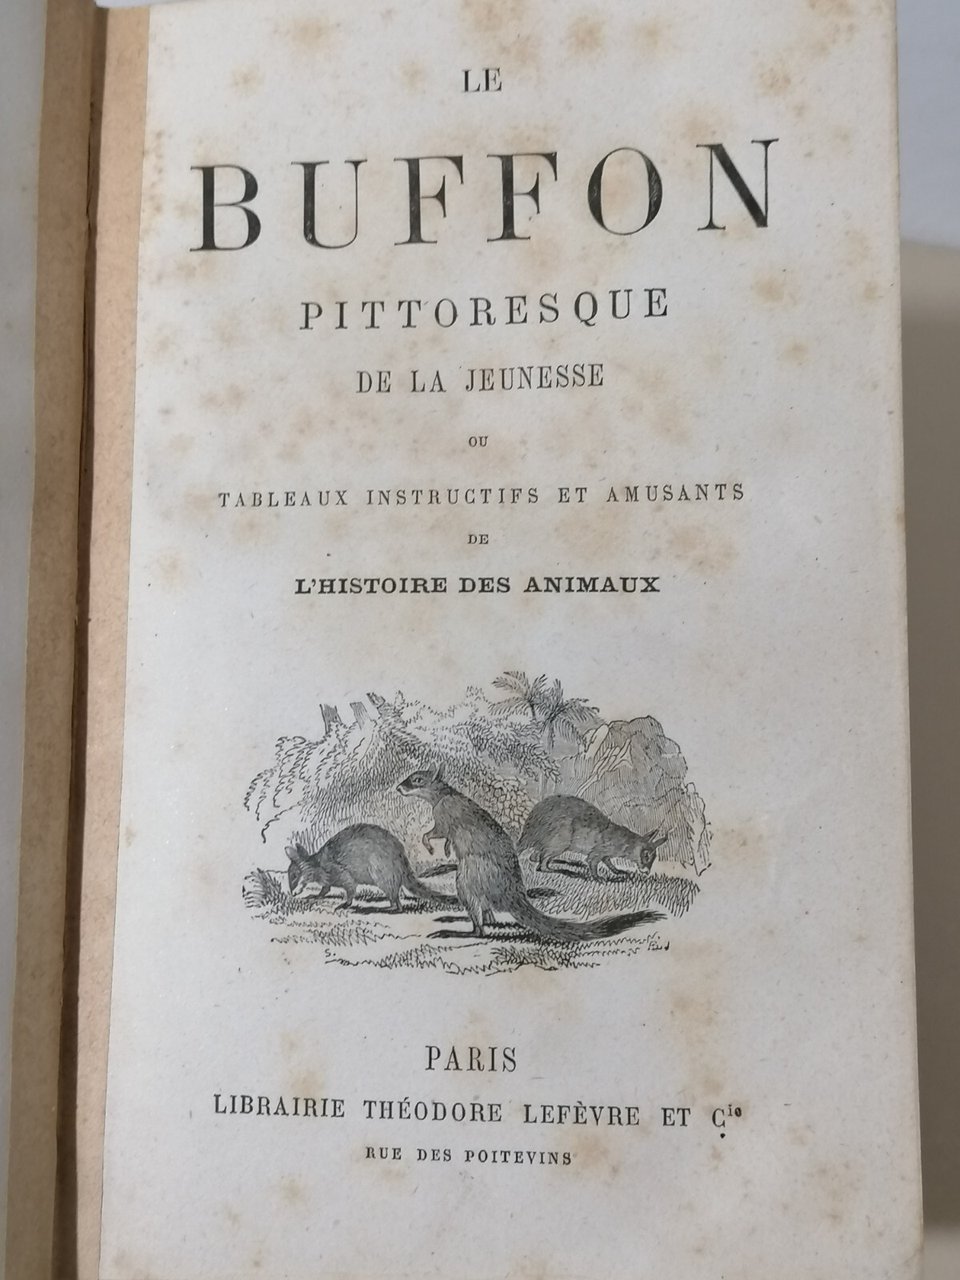 LE
BUFFON
PITTORESQUE
DE LA JEUNESSE
OU
TABLEAUX INSTRUCTIFS ET AMUSANTS
DE
L'HISTOIRE DES ANIMAUX
PARIS
LIBRAIRIE THÉODORE LEFÈVRE ET Cie
RUE DES POITEVINS